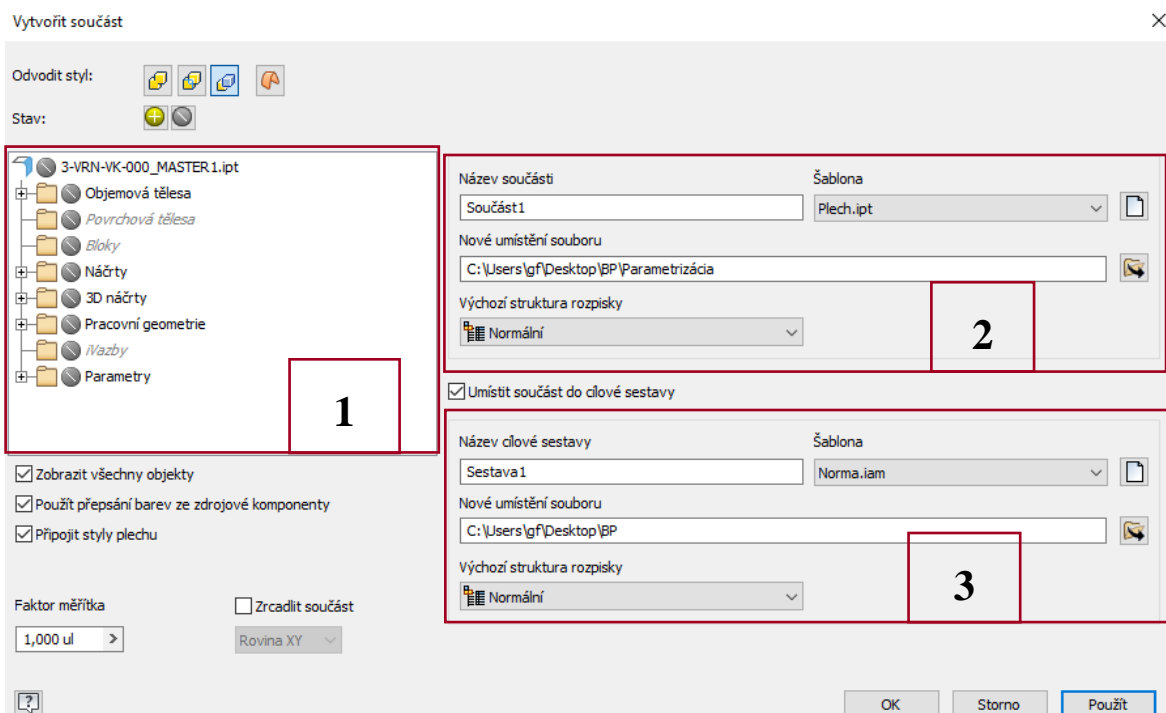 Vytvořit součást
Odvodit styl:
Stav:
3-VRN-VK-000_MASTER1.ipt
Objemová tělesa
Povrchová tělesa
Bloky
Náčrty
3D náčrty
Pracovní geometrie
iVazby
Parametry
1
Zobrazit všechny objekty
Použít přepsání barev ze zdrojové komponenty
Připojit styly plechu
Faktor měřítka
Zrcadlit součást
1,000 ul
Rovina XY
Název součásti
Šablona
Součást1
Plech.ipt
Nové umístění souboru
C:\Users\gf\Desktop\BP\Parametrizácia
Výchozí struktura rozpisky
Normální
2
Umístit součást do cílové sestavy
Název cílové sestavy
Šablona
Sestava1
Norma.iam
Nové umístění souboru
C:\Users\gf\Desktop\BP
Výchozí struktura rozpisky
Normální
3
OK
Storno
Použít